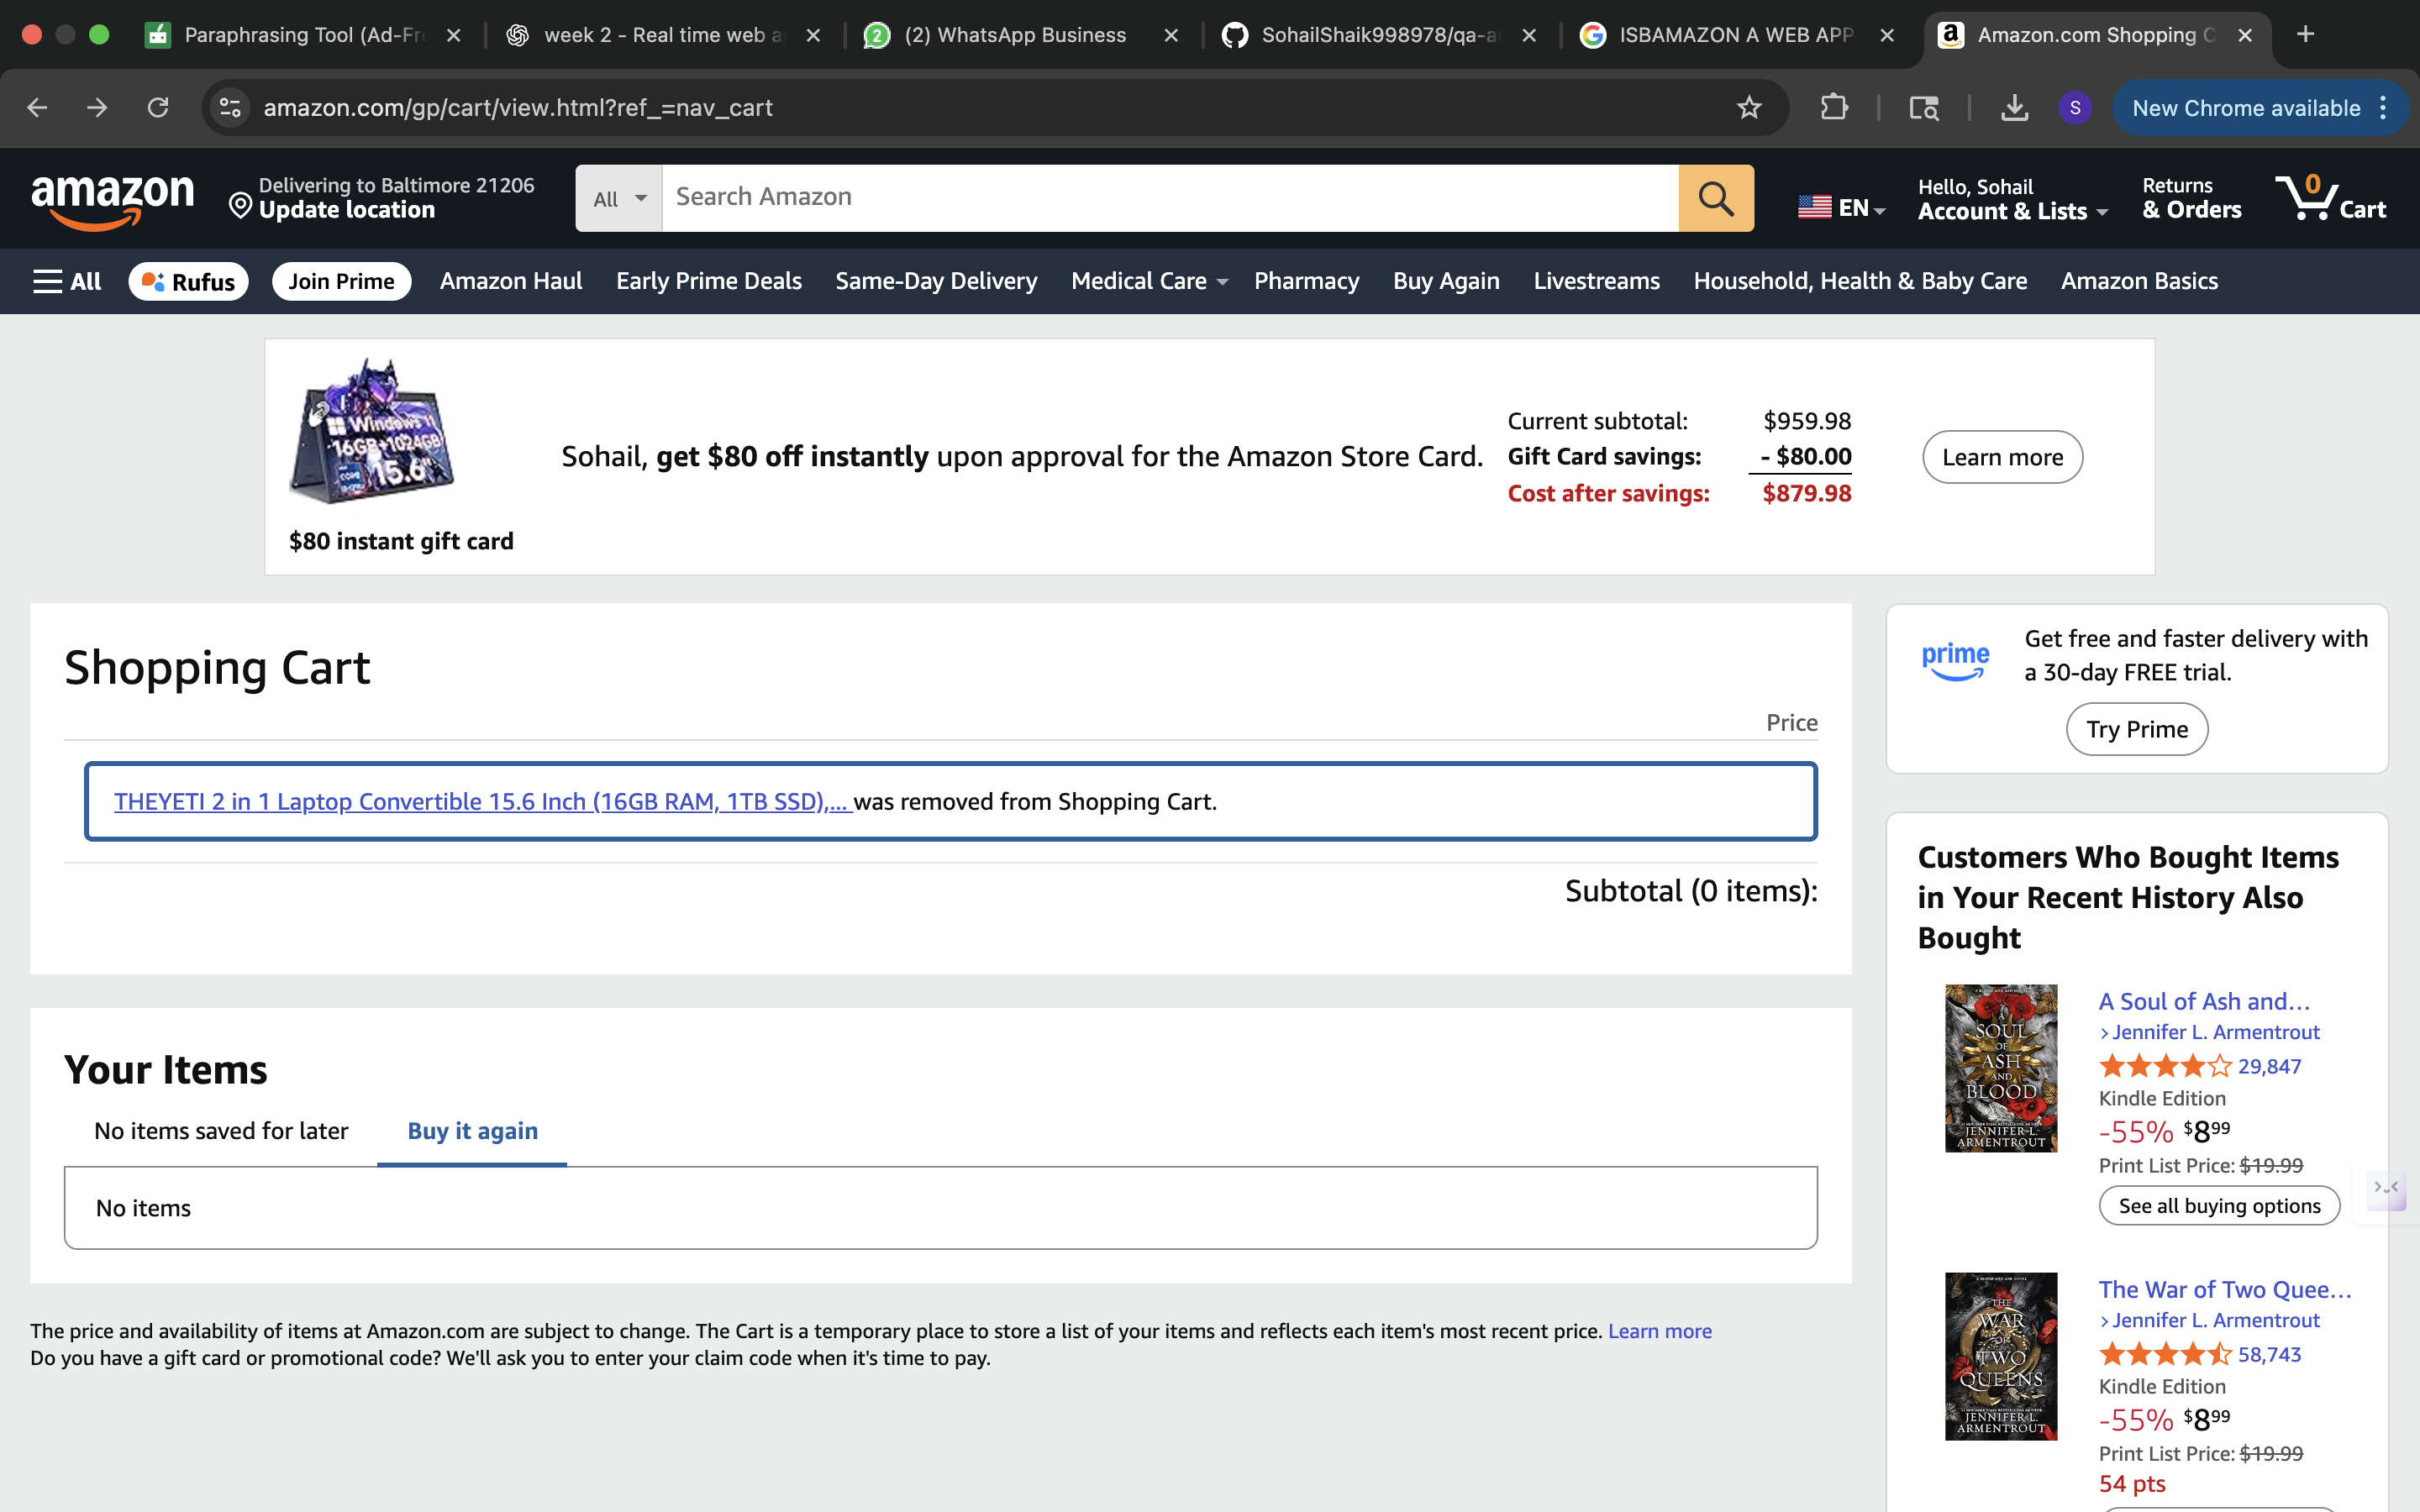 Paraphrasing Tool (Ad-Fr
week 2 - Real time web a
(2) WhatsApp Business
SohailShaik998978/qa-a
ISBAMAZON A WEB APP
Amazon.com Shopping C
amazon.com/gp/cart/view.html?ref_=nav_cart
S
New Chrome available
amazon
Delivering to Baltimore 21206
Update location
All
Search Amazon
EN
Hello, Sohail
Account & Lists
Returns
& Orders
0
Cart
All
Rufus
Join Prime
Amazon Haul
Early Prime Deals
Same-Day Delivery
Medical Care
Pharmacy
Buy Again
Livestreams
Household, Health & Baby Care
Amazon Basics
Windows 11
16GB+1024GB
15.6"
$80 instant gift card
Sohail, get $80 off instantly upon approval for the Amazon Store Card.
Current subtotal: $959.98
Gift Card savings: - $80.00
Cost after savings: $879.98
Learn more
Shopping Cart
Price
THEYETI 2 in 1 Laptop Convertible 15.6 Inch (16GB RAM, 1TB SSD),... was removed from Shopping Cart.
Subtotal (0 items):
Your Items
No items saved for later
Buy it again
No items
The price and availability of items at Amazon.com are subject to change. The Cart is a temporary place to store a list of your items and reflects each item's most recent price. Learn more
Do you have a gift card or promotional code? We'll ask you to enter your claim code when it's time to pay.
prime
Get free and faster delivery with
a 30-day FREE trial.
Try Prime
Customers Who Bought Items
in Your Recent History Also
Bought
A
SOUL
OF
ASH
AND
BLOOD
JENNIFER L.
ARMENTROUT
A Soul of Ash and...
› Jennifer L. Armentrout
29,847
Kindle Edition
-55% $8.99
Print List Price: $19.99
See all buying options
THE
WAR
OF
TWO
QUEENS
JENNIFER L.
ARMENTROUT
The War of Two Quee...
› Jennifer L. Armentrout
58,743
Kindle Edition
-55% $8.99
Print List Price: $19.99
54 pts